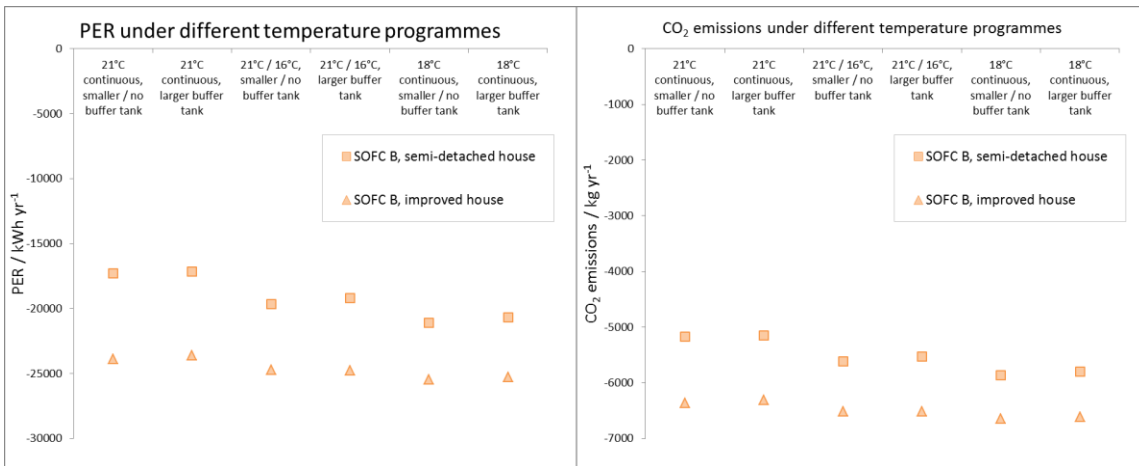 PER under different temperature programmes
0
-5000
-10000
-15000
-20000
-25000
-30000
PER / kWh yr⁻¹
21°C
continuous,
smaller / no
buffer tank
21°C
continuous,
larger buffer
tank
21°C / 16°C,
smaller / no
buffer tank
21°C / 16°C,
larger buffer
tank
18°C
continuous,
smaller / no
buffer tank
18°C
continuous,
larger buffer
tank
SOFC B, semi-detached house
SOFC B, improved house
CO₂ emissions under different temperature programmes
0
-1000
-2000
-3000
-4000
-5000
-6000
-7000
CO₂ emissions / kg yr⁻¹
21°C
continuous,
smaller / no
buffer tank
21°C
continuous,
larger buffer
tank
21°C / 16°C,
smaller / no
buffer tank
21°C / 16°C,
larger buffer
tank
18°C
continuous,
smaller / no
buffer tank
18°C
continuous,
larger buffer
tank
SOFC B, semi-detached house
SOFC B, improved house